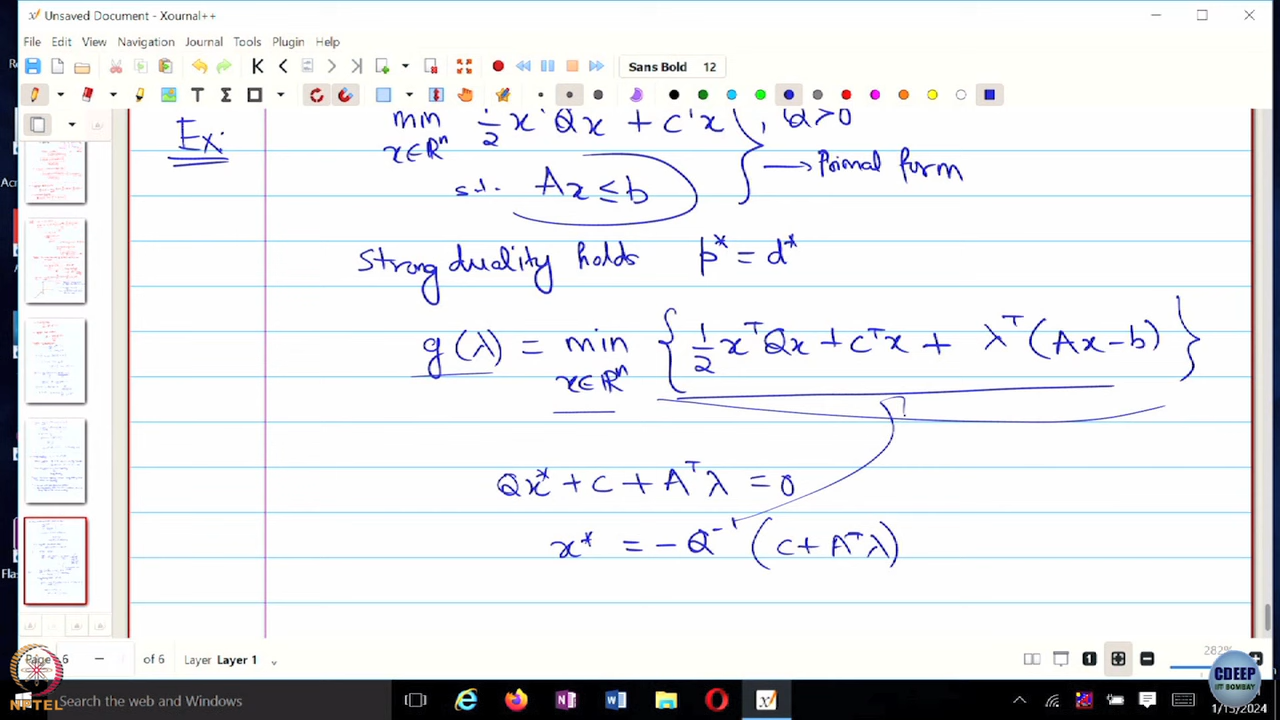 Unsaved Document - Xournal++
File Edit View Navigation Journal Tools Plugin Help
Sans Bold 12
Ex:
min ½ xᵀQx + cᵀx } , Q>0
x∈ℝⁿ
s.t. Ax ≤ b → Primal form
Strong duality holds p* = d*
g(λ) = min { ½ xᵀQx + cᵀx + λᵀ(Ax-b) }
x∈ℝⁿ
Qx* + c + Aᵀλ = 0
x* = - Q⁻¹ (c + Aᵀλ)
Page 6 of 6 Layer Layer 1
1
282%
NPTEL
Search the web and Windows
CDEEP
IIT BOMBAY
1/15/2024